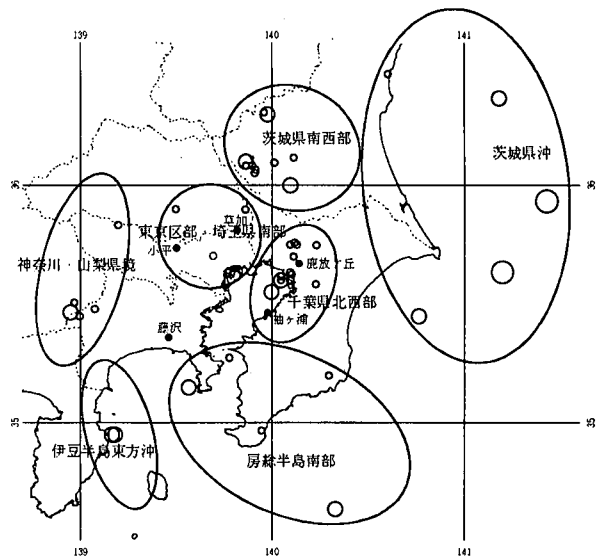 139
140
141
茨城県南西部
茨城県沖
36
36
草加
東京区部・埼玉県南部
小平
鹿放ヶ丘
神奈川・山梨県境
千葉県北西部
袖ヶ浦
藤沢
35
35
伊豆半島東方沖
房総半島南部
139
140
141